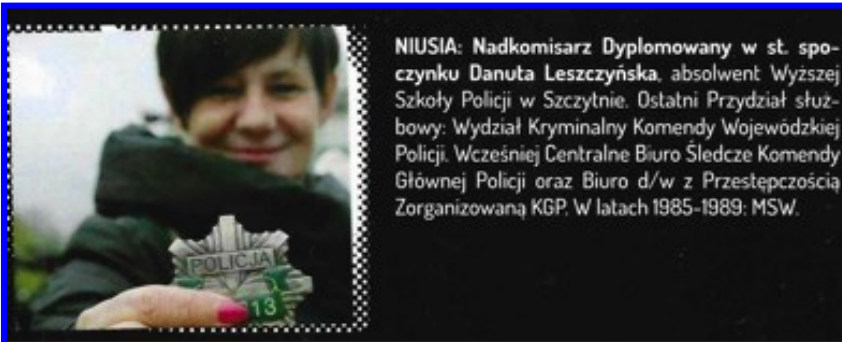 NIUSIA: Nadkomisarz Dyplomowany w st. spo-
czynku Danuta Leszczyńska, absolwent Wyższej
Szkoły Policji w Szczytnie. Ostatni Przydział służ-
bowy: Wydział Kryminalny Komendy Wojewódzkiej
Policji. Wcześniej Centralne Biuro Śledcze Komendy
Głównej Policji oraz Biuro d/w z Przestępczością
Zorganizowaną KGP. W latach 1985-1989: MSW.
POLICJA
13